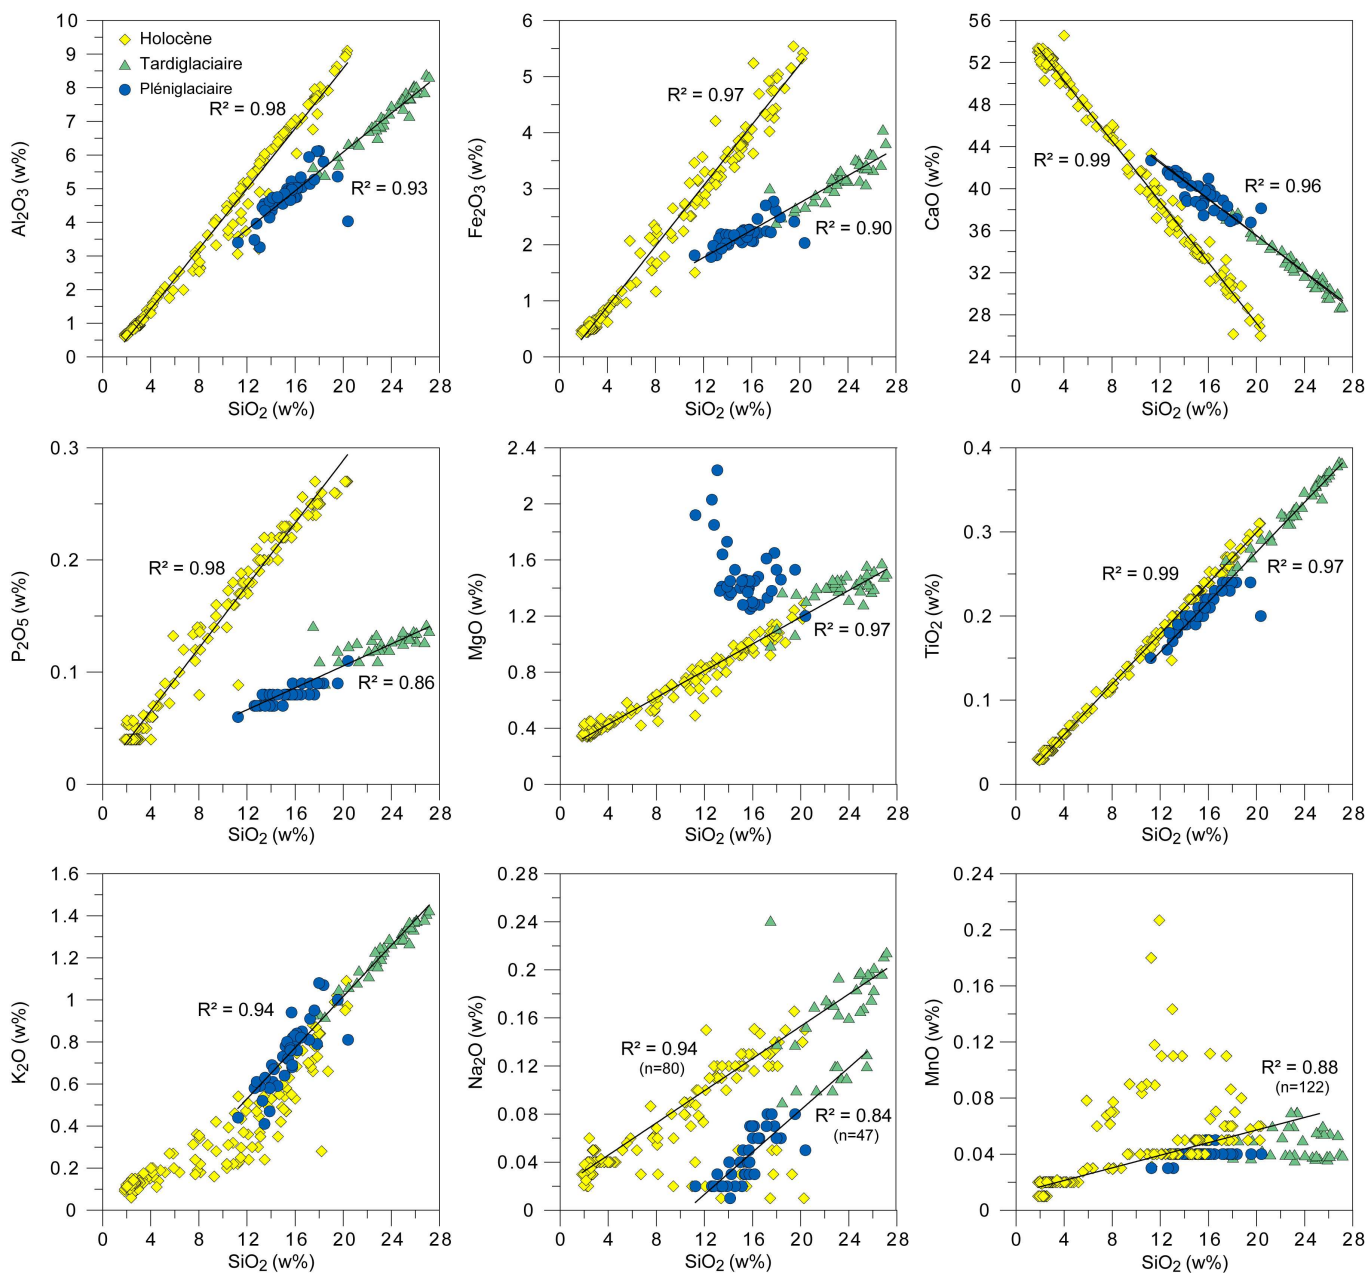 10
9
8
7
6
5
4
3
2
1
0
Al₂O₃ (w%)
Holocène
Tardiglaciaire
Pléniglaciaire
R² = 0.98
R² = 0.93
0 4 8 12 16 20 24 28
SiO₂ (w%)
6
5
4
3
2
1
0
Fe₂O₃ (w%)
R² = 0.97
R² = 0.90
0 4 8 12 16 20 24 28
SiO₂ (w%)
56
52
48
44
40
36
32
28
24
CaO (w%)
R² = 0.99
R² = 0.96
0 4 8 12 16 20 24 28
SiO₂ (w%)
0.3
0.2
0.1
0
P₂O₅ (w%)
R² = 0.98
R² = 0.86
0 4 8 12 16 20 24 28
SiO₂ (w%)
2.4
2
1.6
1.2
0.8
0.4
0
MgO (w%)
R² = 0.97
0 4 8 12 16 20 24 28
SiO₂ (w%)
0.4
0.3
0.2
0.1
0
TiO₂ (w%)
R² = 0.99
R² = 0.97
0 4 8 12 16 20 24 28
SiO₂ (w%)
1.6
1.4
1.2
1
0.8
0.6
0.4
0.2
0
K₂O (w%)
R² = 0.94
0 4 8 12 16 20 24 28
SiO₂ (w%)
0.28
0.24
0.2
0.16
0.12
0.08
0.04
0
Na₂O (w%)
R² = 0.94
(n=80)
R² = 0.84
(n=47)
0 4 8 12 16 20 24 28
SiO₂ (w%)
0.24
0.2
0.16
0.12
0.08
0.04
0
MnO (w%)
R² = 0.88
(n=122)
0 4 8 12 16 20 24 28
SiO₂ (w%)